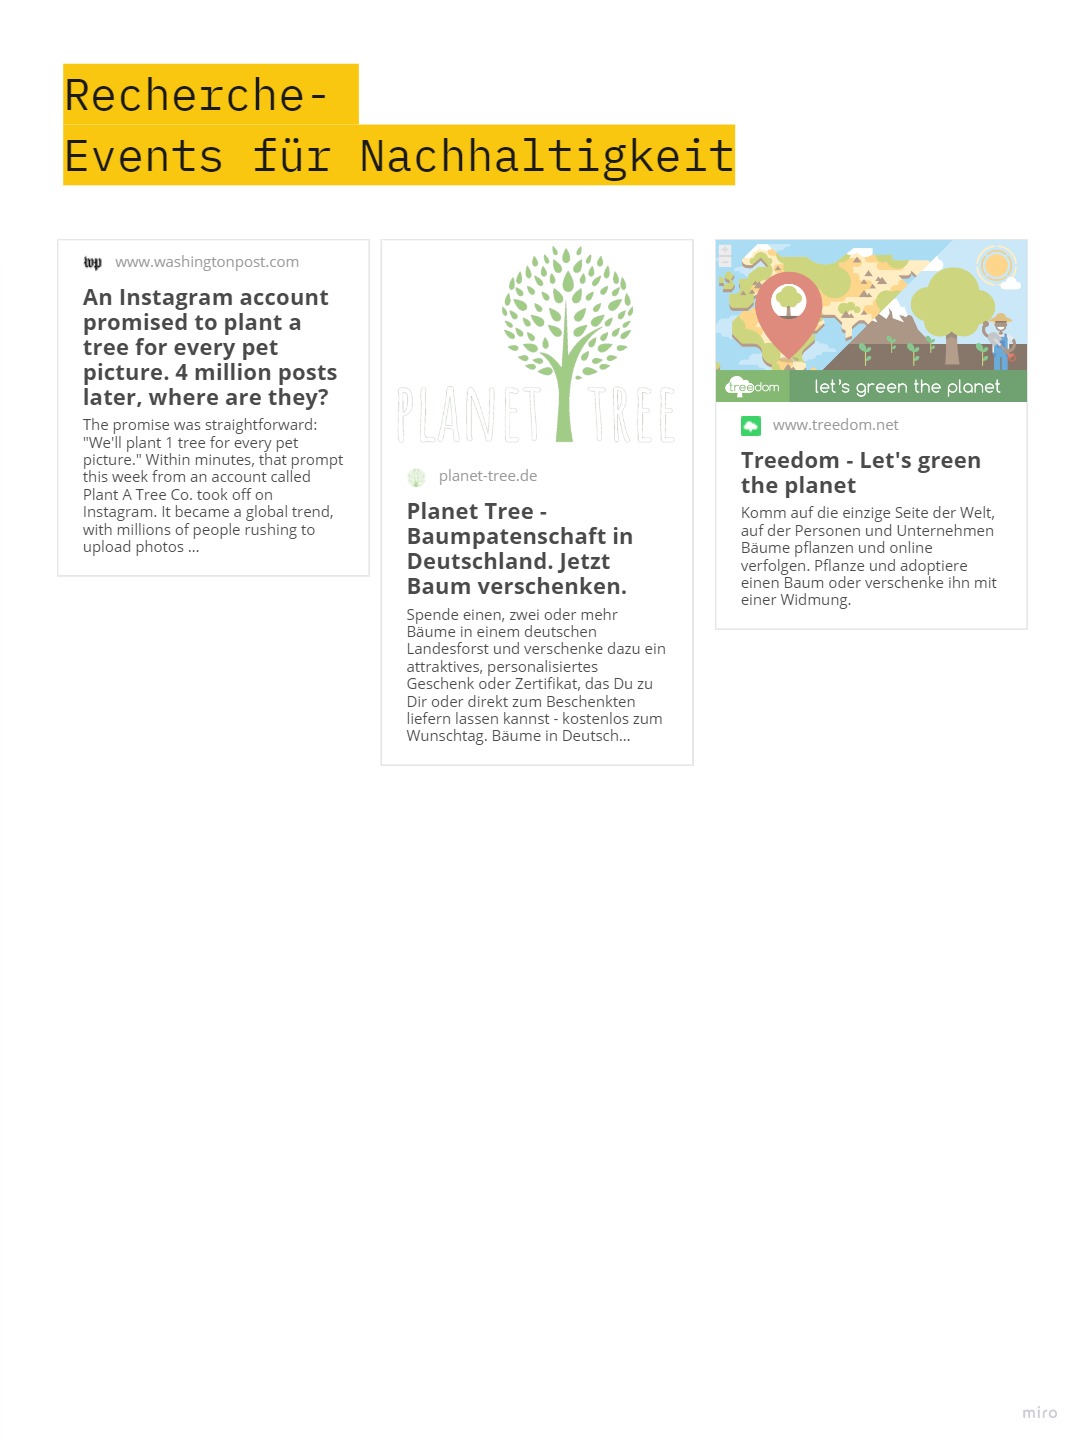 Recherche-
Events für Nachhaltigkeit
wp www.washingtonpost.com
An Instagram account
promised to plant a
tree for every pet
picture. 4 million posts
later, where are they?
The promise was straightforward:
"We'll plant 1 tree for every pet
picture." Within minutes, that prompt
this week from an account called
Plant A Tree Co. took off on
Instagram. It became a global trend,
with millions of people rushing to
upload photos ...
PLANET TREE
planet-tree.de
Planet Tree -
Baumpatenschaft in
Deutschland. Jetzt
Baum verschenken.
Spende einen, zwei oder mehr
Bäume in einem deutschen
Landesforst und verschenke dazu ein
attraktives, personalisiertes
Geschenk oder Zertifikat, das Du zu
Dir oder direkt zum Beschenkten
liefern lassen kannst - kostenlos zum
Wunschtag. Bäume in Deutsch...
treedom let's green the planet
www.treedom.net
Treedom - Let's green
the planet
Komm auf die einzige Seite der Welt,
auf der Personen und Unternehmen
Bäume pflanzen und online
verfolgen. Pflanze und adoptiere
einen Baum oder verschenke ihn mit
einer Widmung.
miro